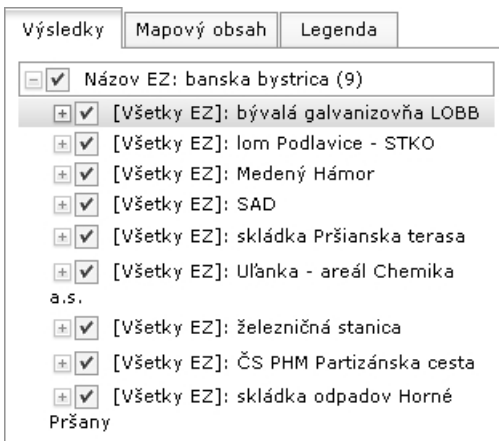 Výsledky Mapový obsah Legenda
Názov EZ: banska bystrica (9)
[Všetky EZ]: bývalá galvanizovňa LOBB
[Všetky EZ]: lom Podlavice - STKO
[Všetky EZ]: Medený Hámor
[Všetky EZ]: SAD
[Všetky EZ]: skládka Pršianska terasa
[Všetky EZ]: Uľanka - areál Chemika
a.s.
[Všetky EZ]: železničná stanica
[Všetky EZ]: ČS PHM Partizánska cesta
[Všetky EZ]: skládka odpadov Horné
Pršany